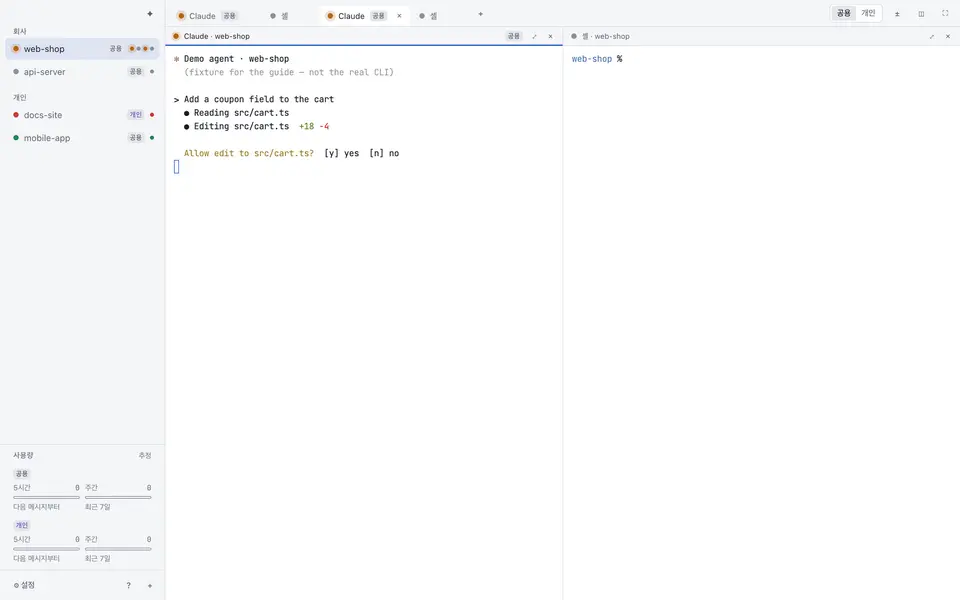 회사
web-shop 공용
api-server 공용
개인
docs-site 개인
mobile-app 공용
사용량 추정
공용
5시간 0 주간 0
다음 메시지부터 최근 7일
개인
5시간 0 주간 0
다음 메시지부터 최근 7일
설정 ?
Claude 공용
셸
Claude 공용 ×
셸
+
공용 개인
Claude · web-shop 공용
✻ Demo agent · web-shop
(fixture for the guide — not the real CLI)
> Add a coupon field to the cart
● Reading src/cart.ts
● Editing src/cart.ts +18 -4
Allow edit to src/cart.ts? [y] yes [n] no
셸 · web-shop
web-shop %